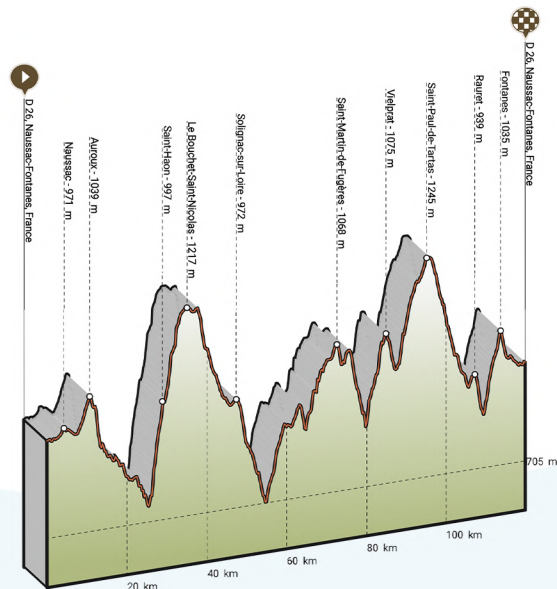 D 26, Naussac-Fontanes, France
Naussac - 971 m
Auroux - 1039 m
Saint-Haon - 997 m
Le Bouchet-Saint-Nicolas - 1217 m
Solignac-sur-Loire - 972 m
Saint-Martin-de-Fugères - 1068 m
Vielprat - 1075 m
Saint-Paul-de-Tartas - 1245 m
Rauret - 939 m
Fontanes - 1035 m
D 26, Naussac-Fontanes, France
705 m
20 km
40 km
60 km
80 km
100 km